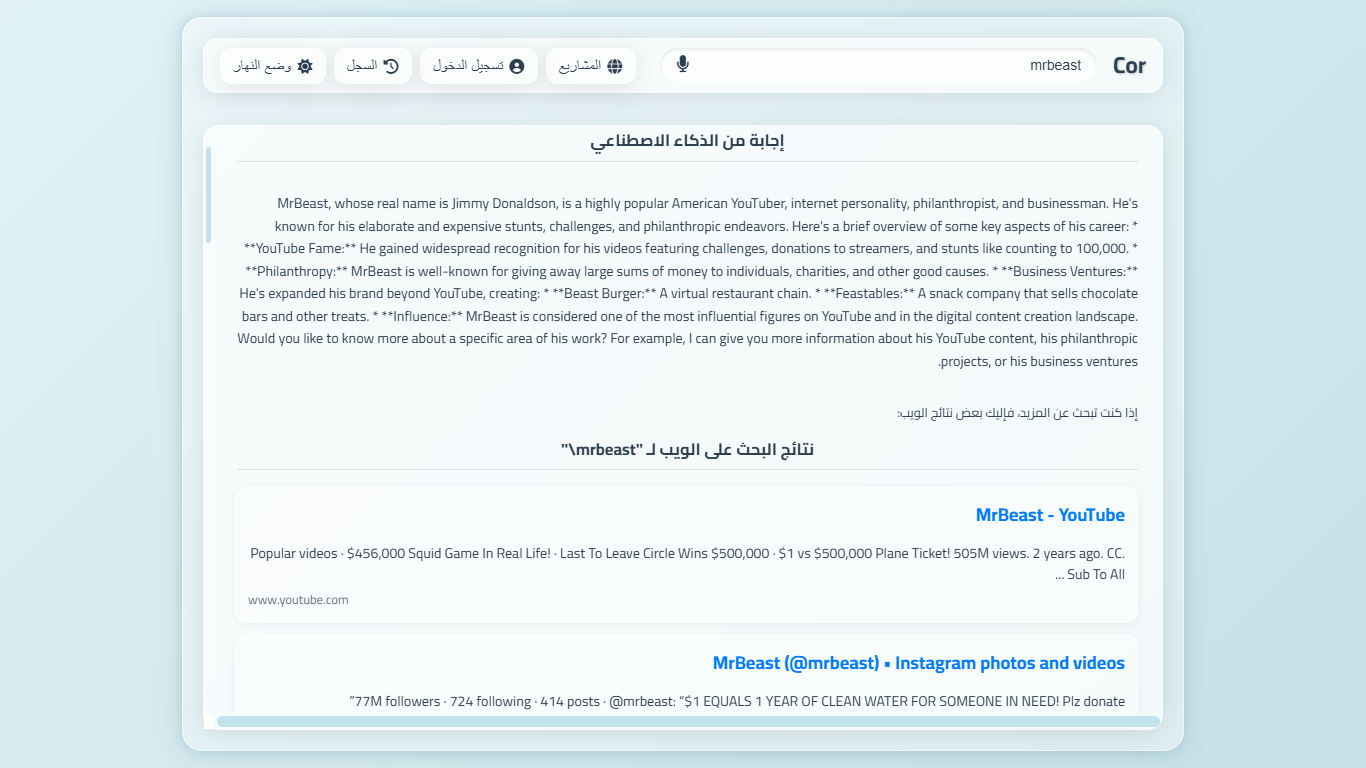 Cor
mrbeast
المشاريع
تسجيل الدخول
السجل
وضع النهار
إجابة من الذكاء الاصطناعي
MrBeast, whose real name is Jimmy Donaldson, is a highly popular American YouTuber, internet personality, philanthropist, and businessman. He's
known for his elaborate and expensive stunts, challenges, and philanthropic endeavors. Here's a brief overview of some key aspects of his career: *
**YouTube Fame:** He gained widespread recognition for his videos featuring challenges, donations to streamers, and stunts like counting to 100,000. *
**Philanthropy:** MrBeast is well-known for giving away large sums of money to individuals, charities, and other good causes. * **Business Ventures:**
He's expanded his brand beyond YouTube, creating: * **Beast Burger:** A virtual restaurant chain. * **Feastables:** A snack company that sells chocolate
bars and other treats. * **Influence:** MrBeast is considered one of the most influential figures on YouTube and in the digital content creation landscape.
Would you like to know more about a specific area of his work? For example, I can give you more information about his YouTube content, his philanthropic
projects, or his business ventures.
إذا كنت تبحث عن المزيد، فإليك بعض نتائج الويب:
نتائج البحث على الويب لـ "mrbeast\"
MrBeast - YouTube
Popular videos · $456,000 Squid Game In Real Life! · Last To Leave Circle Wins $500,000 · $1 vs $500,000 Plane Ticket! 505M views. 2 years ago. CC.
Sub To All ...
www.youtube.com
MrBeast (@mrbeast) • Instagram photos and videos
77M followers · 724 following · 414 posts · @mrbeast: “$1 EQUALS 1 YEAR OF CLEAN WATER FOR SOMEONE IN NEED! Plz donate”